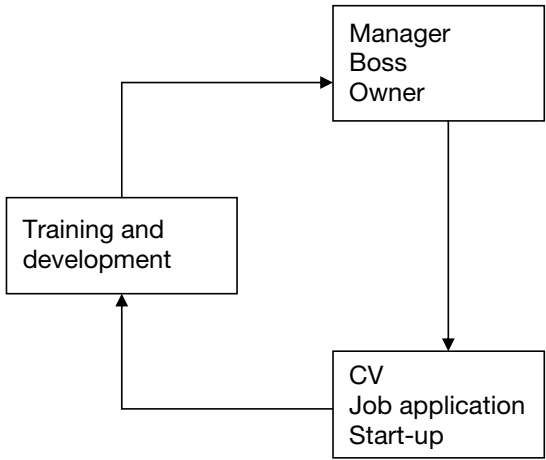 Manager
Boss
Owner
Training and
development
CV
Job application
Start-up